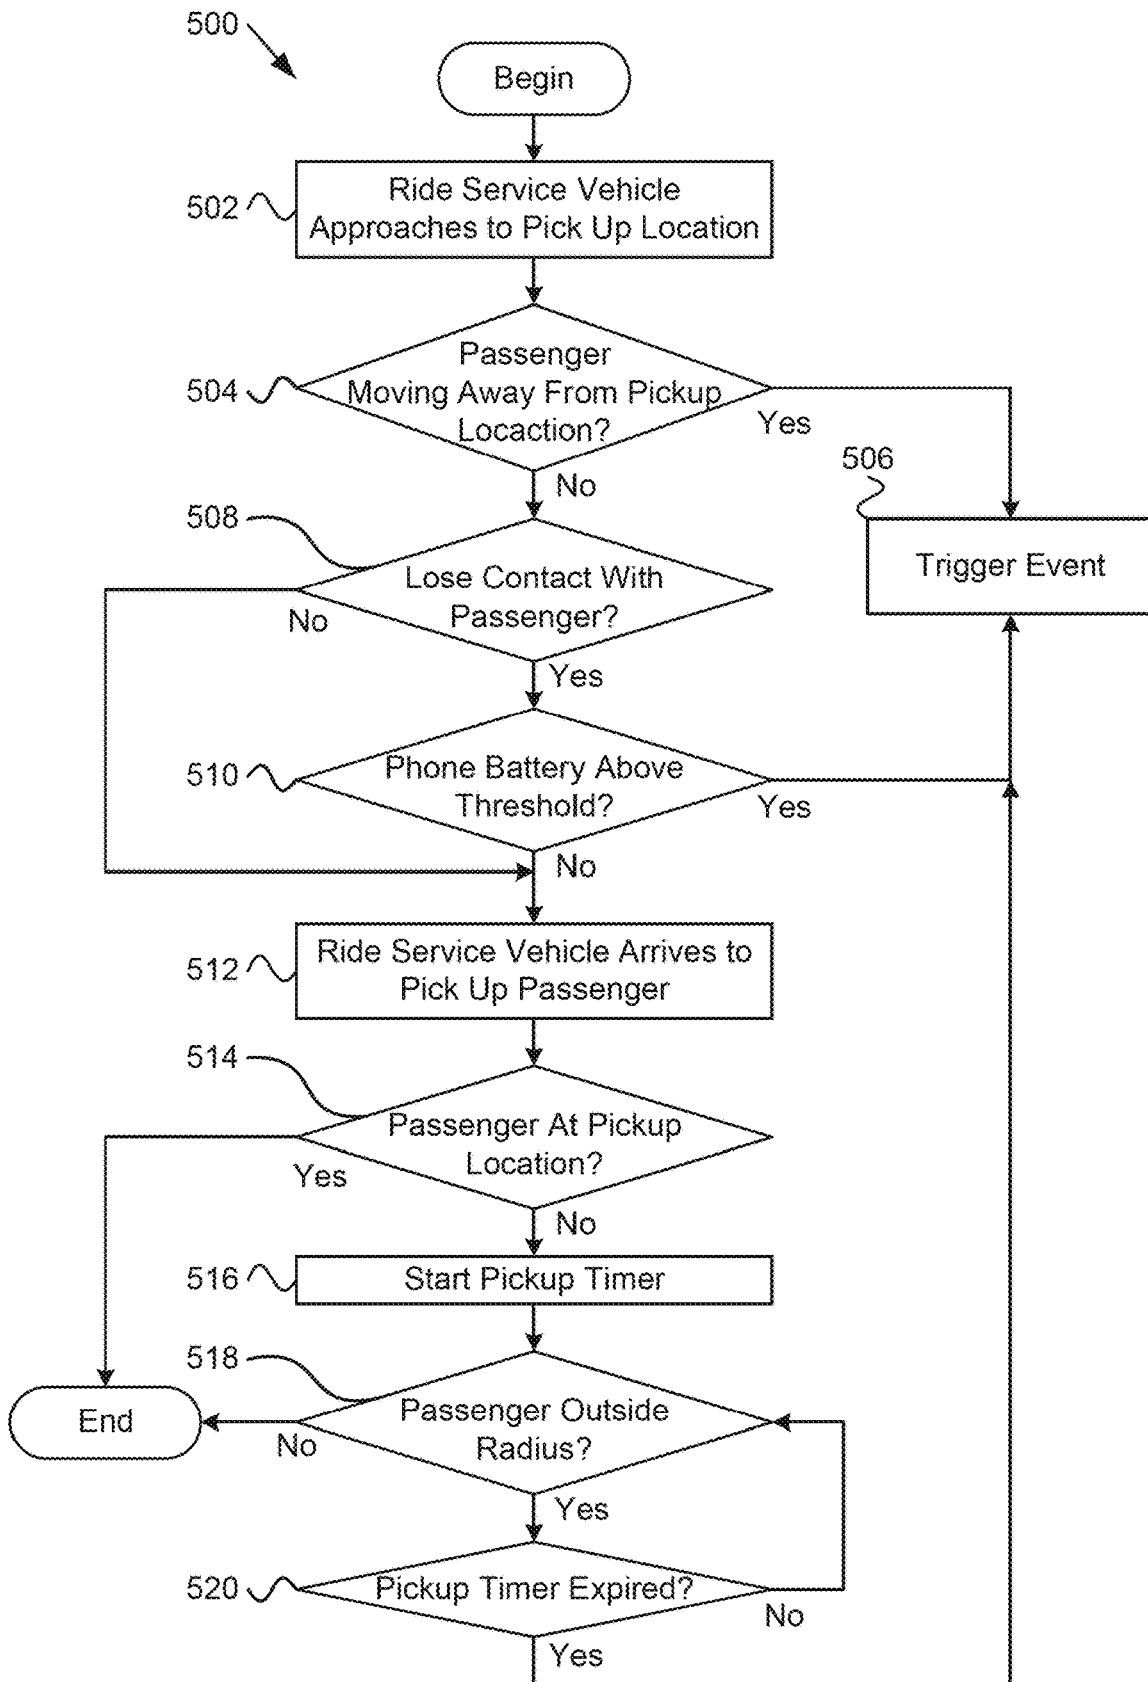 500
Begin
502
Ride Service Vehicle
Approaches to Pick Up Location
504
Passenger
Moving Away From Pickup
Locaction?
Yes
No
506
Trigger Event
508
Lose Contact With
Passenger?
No
Yes
510
Phone Battery Above
Threshold?
Yes
No
512
Ride Service Vehicle Arrives to
Pick Up Passenger
514
Passenger At Pickup
Location?
Yes
No
516
Start Pickup Timer
518
Passenger Outside
Radius?
End
No
Yes
520
Pickup Timer Expired?
No
Yes